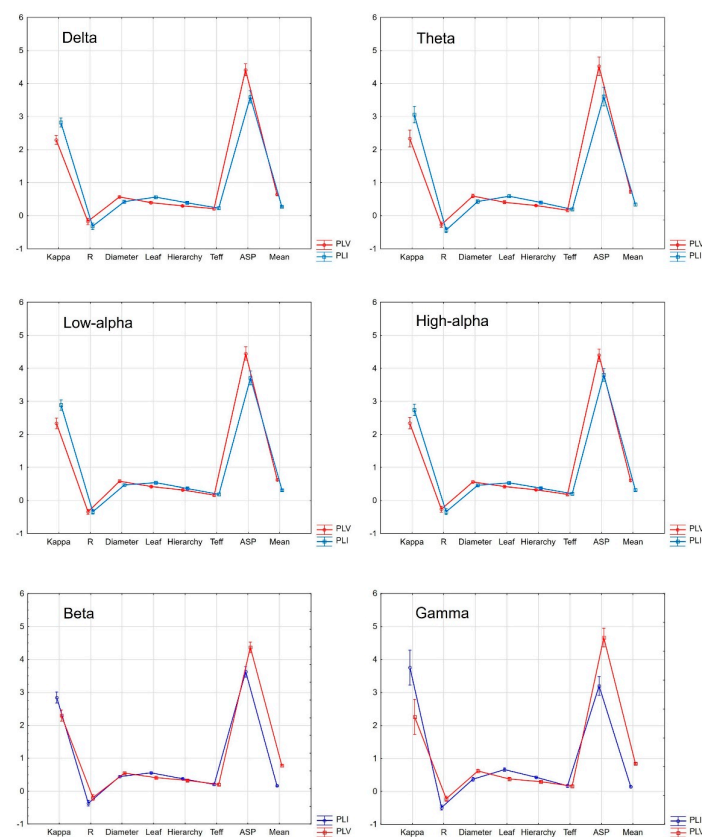 6
5
Delta
4
3
2
1
0
-1
Kappa R Diameter Leaf Hierarchy Teff ASP Mean
PLV
PLI
6
5
Theta
4
3
2
1
0
-1
Kappa R Diameter Leaf Hierarchy Teff ASP Mean
PLV
PLI
6
Low-alpha
5
4
3
2
1
0
-1
Kappa R Diameter Leaf Hierarchy Teff ASP Mean
PLV
PLI
6
High-alpha
5
4
3
2
1
0
-1
Kappa R Diameter Leaf Hierarchy Teff ASP Mean
PLV
PLI
6
Beta
5
4
3
2
1
0
-1
Kappa R Diameter Leaf Hierarchy Teff ASP Mean
PLI
PLV
6
Gamma
5
4
3
2
1
0
-1
Kappa R Diameter Leaf Hierarchy Teff ASP Mean
PLI
PLV